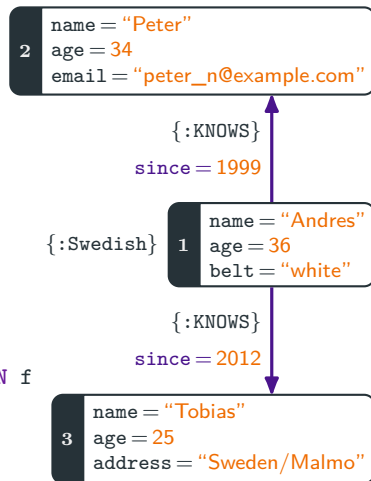 2
name = “Peter”
age = 34
email = “peter_n@example.com”
{:KNOWS}
since = 1999
{:Swedish}
1
name = “Andres”
age = 36
belt = “white”
{:KNOWS}
since = 2012
N f
3
name = “Tobias”
age = 25
address = “Sweden/Malmo”